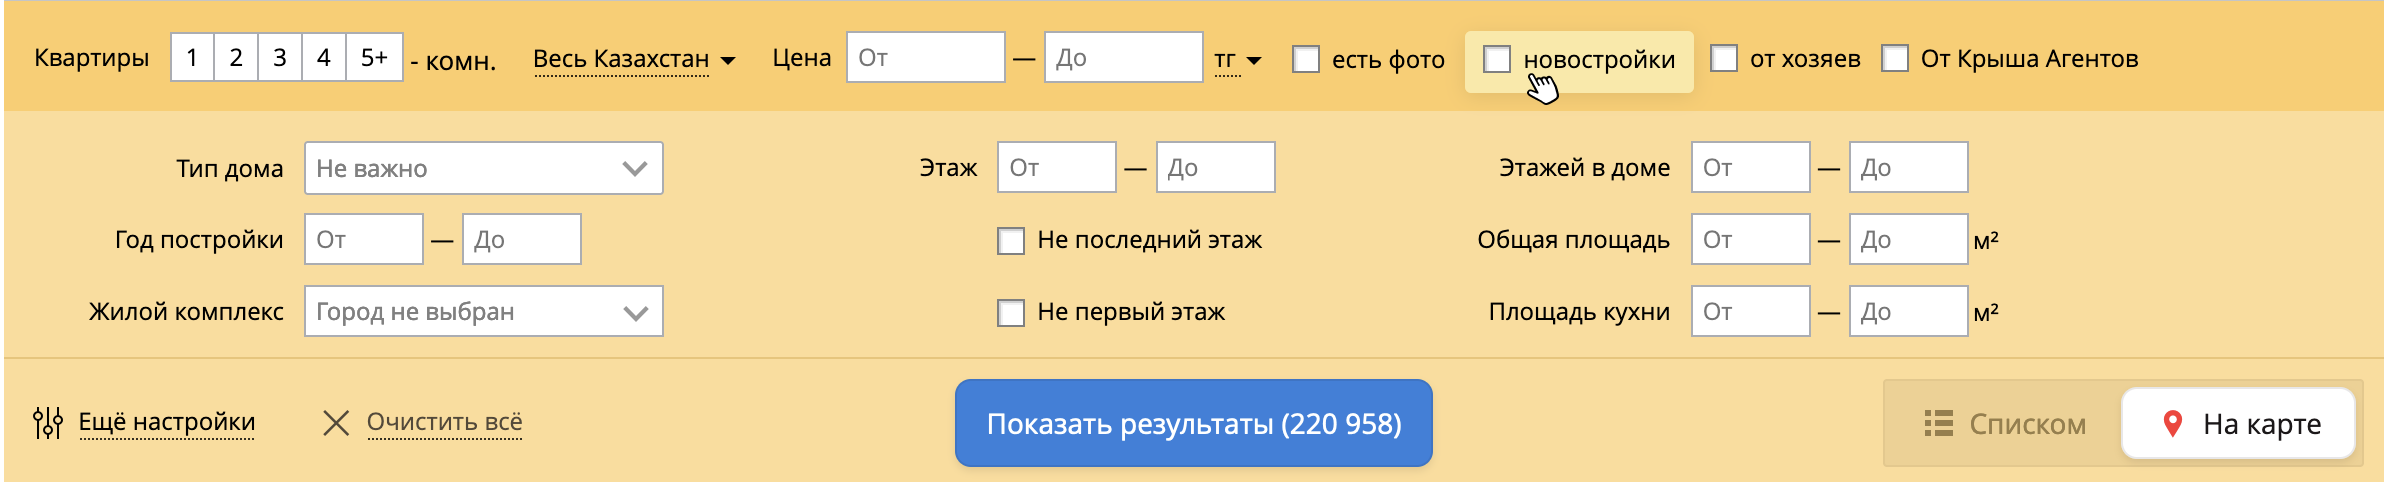 Квартиры 1 2 3 4 5+ - комн. Весь Казахстан Цена От — До тг есть фото новостройки от хозяев От Крыша Агентов
Тип дома Не важно Этаж От — До Этажей в доме От — До
Год постройки От — До Не последний этаж Общая площадь От — До м²
Жилой комплекс Город не выбран Не первый этаж Площадь кухни От — До м²
Ещё настройки Очистить всё Показать результаты (220 958) Списком На карте